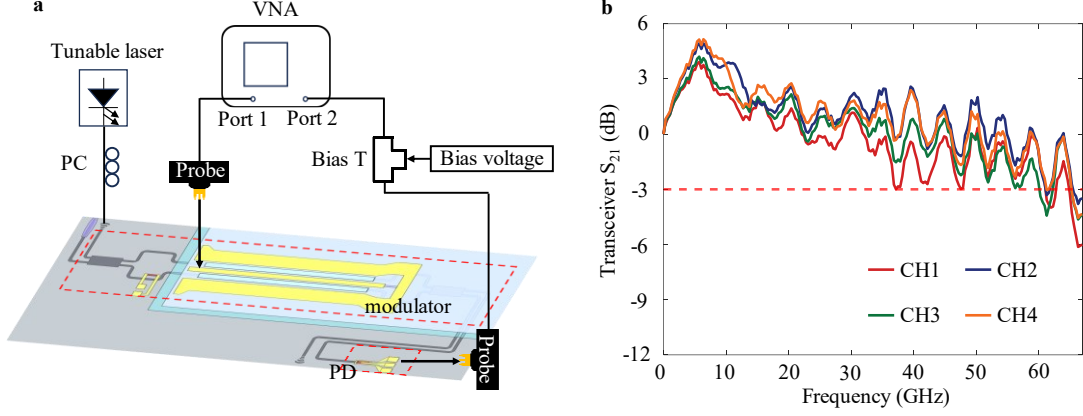 a
VNA
Tunable laser
Port 1
Port 2
PC
Probe
Bias T
Bias voltage
modulator
PD
Probe
b
Transceiver S21 (dB)
6
3
0
-3
-6
-9
-12
CH1
CH2
CH3
CH4
0 10 20 30 40 50 60
Frequency (GHz)